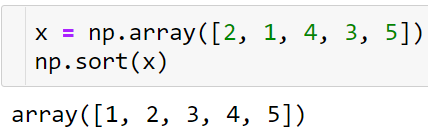 x = np.array([2, 1, 4, 3, 5])
np.sort(x)
array([1, 2, 3, 4, 5])